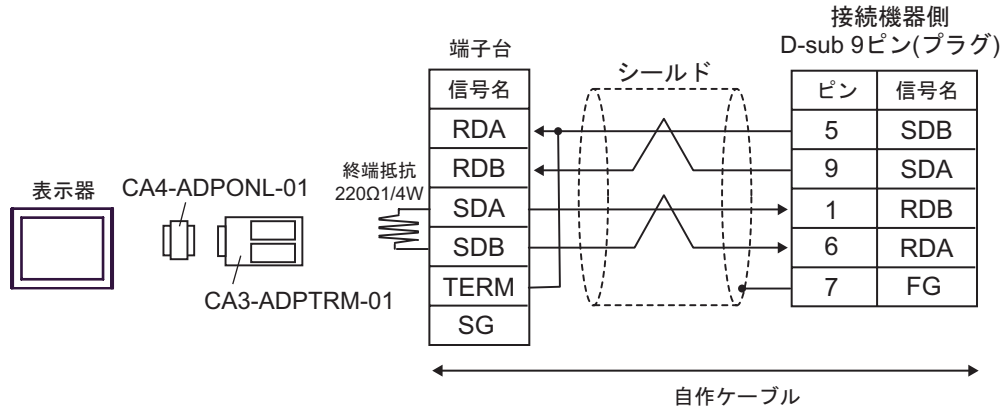 接続機器側
D-sub 9ピン(プラグ)
端子台
シールド
信号名
ピン 信号名
RDA
5 SDB
RDB
9 SDA
終端抵抗
220Ω1/4W
SDA
1 RDB
SDB
6 RDA
TERM
7 FG
SG
表示器
CA4-ADPONL-01
CA3-ADPTRM-01
自作ケーブル